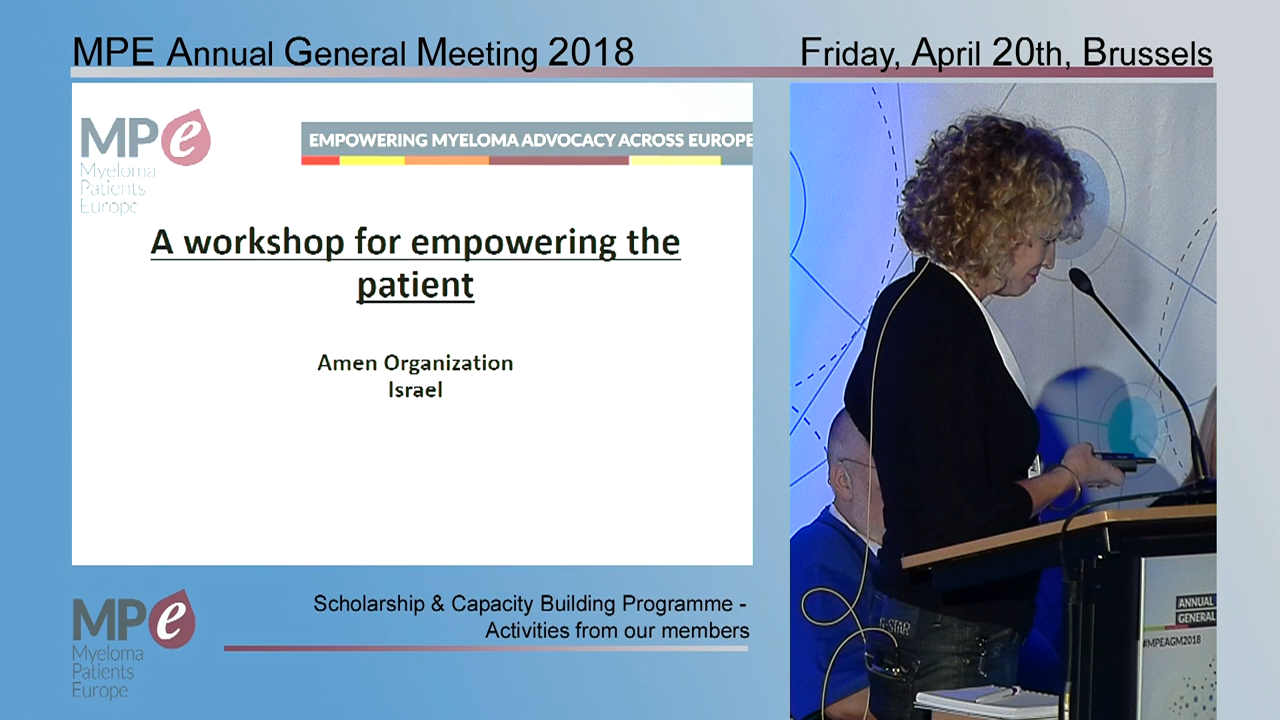 MPE Annual General Meeting 2018
Friday, April 20th, Brussels
MPe
Myeloma
Patients
Europe
EMPOWERING MYELOMA ADVOCACY ACROSS EUROPE
A workshop for empowering the
patient
Amen Organization
Israel
G-STAR
ANNUAL
GENERAL
#MPEAGM2018
MPe
Myeloma
Patients
Europe
Scholarship & Capacity Building Programme -
Activities from our members